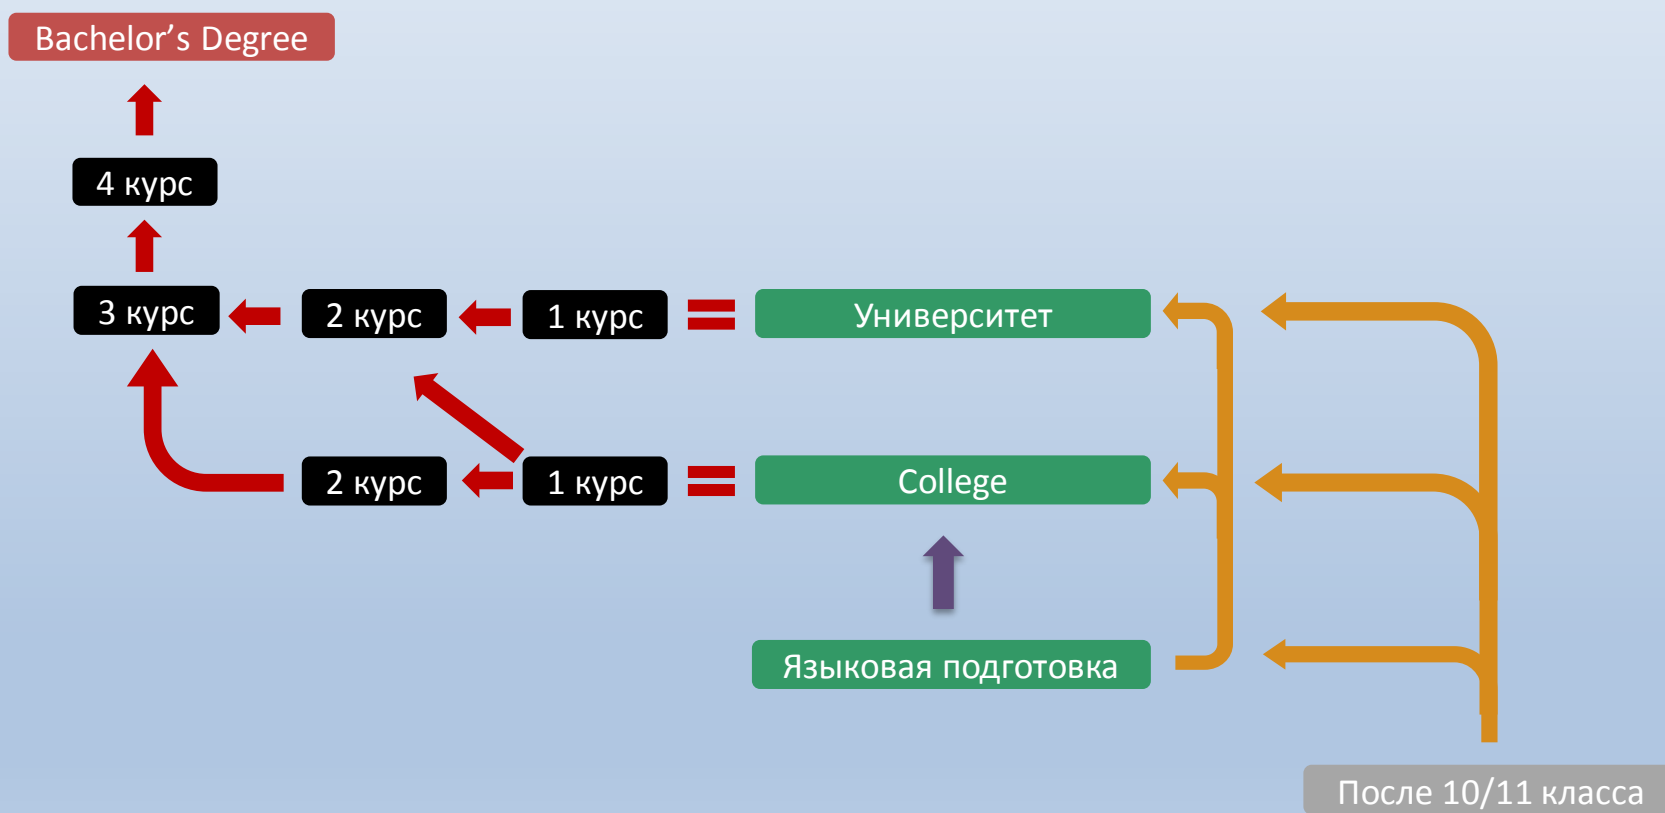 Bachelor’s Degree
4 курс
3 курс
2 курс
1 курс
Университет
2 курс
1 курс
College
Языковая подготовка
После 10/11 класса